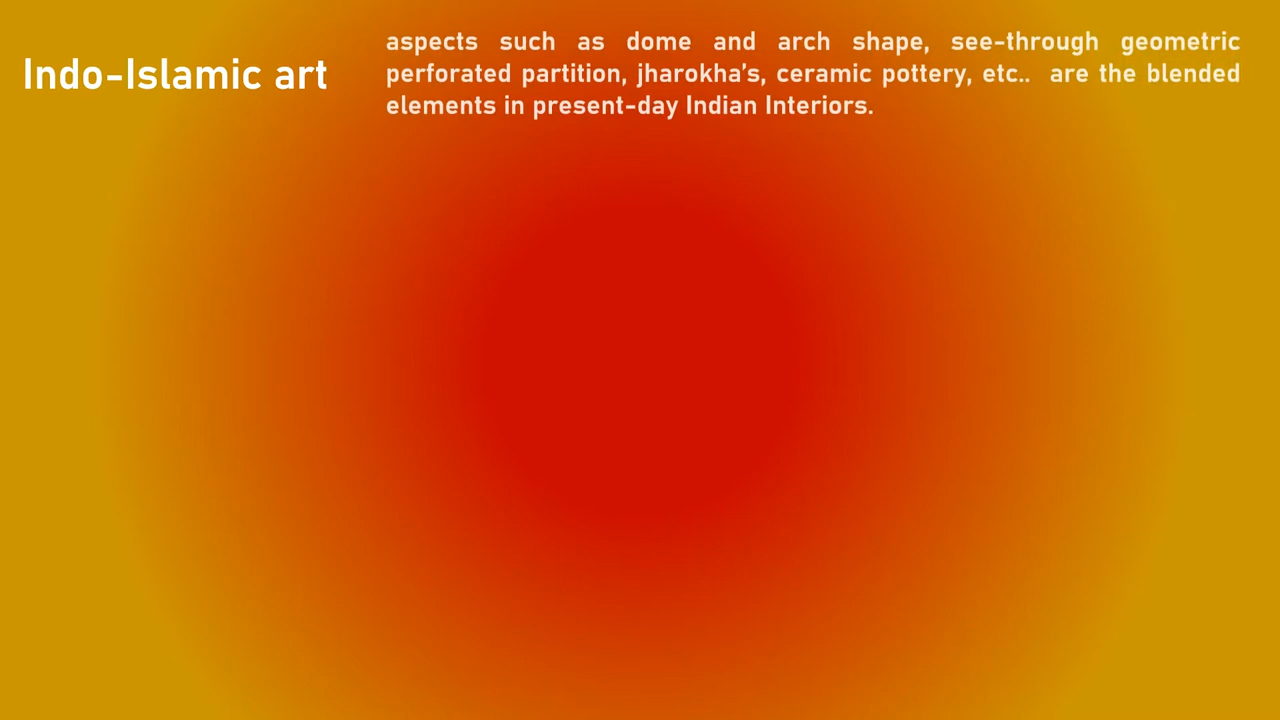 Indo-Islamic art
aspects such as dome and arch shape, see-through geometric
perforated partition, jharokha's, ceramic pottery, etc.. are the blended
elements in present-day Indian Interiors.